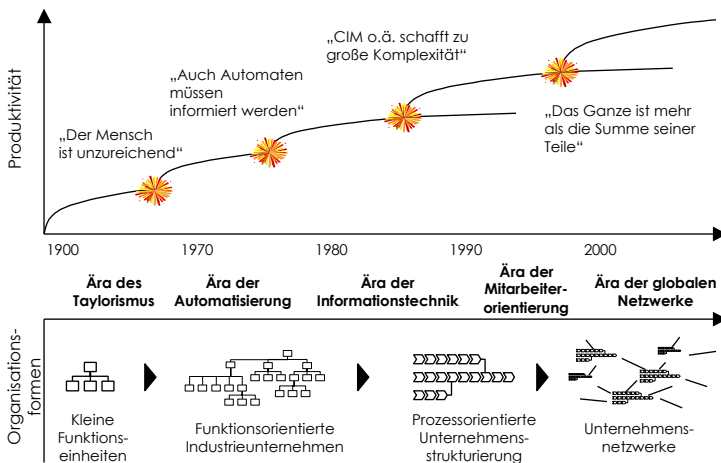 Produktivität
„CIM o.ä. schafft zu
große Komplexität“
„Auch Automaten
müssen
informiert werden“
„Der Mensch
ist unzureichend“
„Das Ganze ist mehr
als die Summe seiner
Teile“
1900
1970
1980
1990
2000
Ära des
Taylorismus
Ära der
Automatisierung
Ära der
Informationstechnik
Ära der
Mitarbeiter-
orientierung
Ära der globalen
Netzwerke
Organisations-
formen
Kleine
Funktions-
einheiten
Funktionsorientierte
Industrieunternehmen
Prozessorientierte
Unternehmens-
strukturierung
Unternehmens-
netzwerke